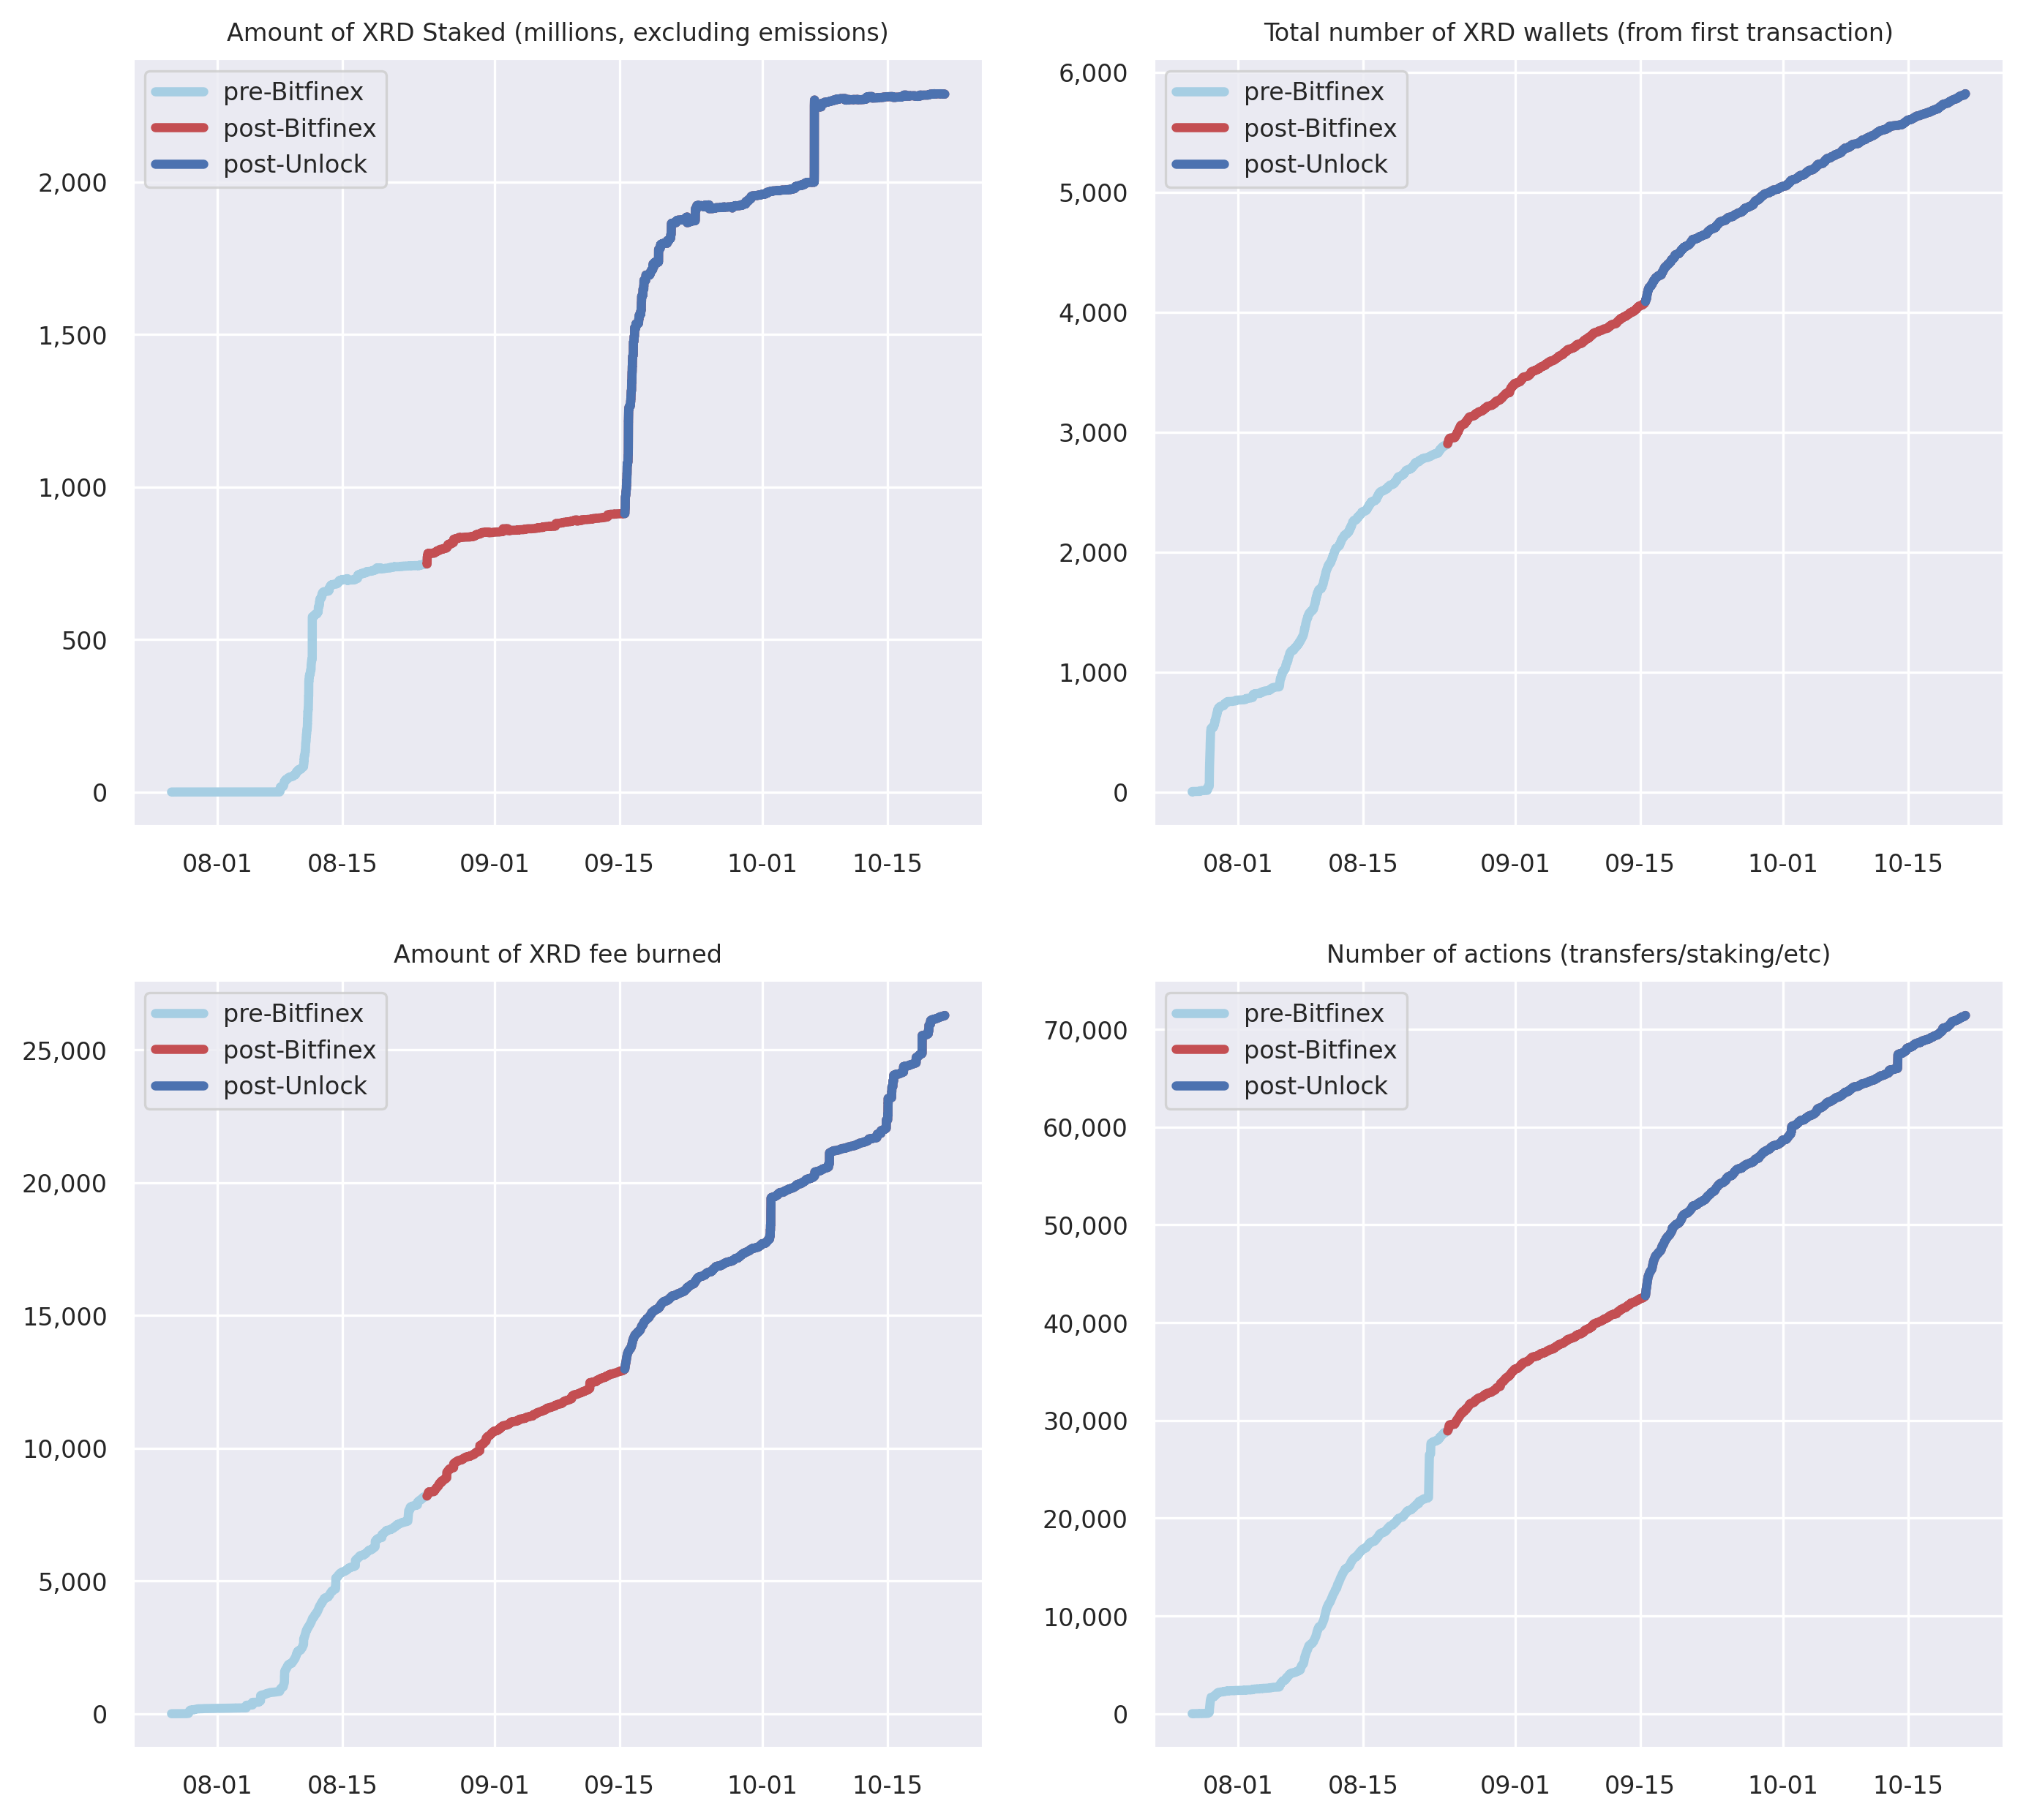 Amount of XRD Staked (millions, excluding emissions)
pre-Bitfinex
post-Bitfinex
post-Unlock
2,000
1,500
1,000
500
0
08-01 08-15 09-01 09-15 10-01 10-15
Total number of XRD wallets (from first transaction)
pre-Bitfinex
post-Bitfinex
post-Unlock
6,000
5,000
4,000
3,000
2,000
1,000
0
08-01 08-15 09-01 09-15 10-01 10-15
Amount of XRD fee burned
pre-Bitfinex
post-Bitfinex
post-Unlock
25,000
20,000
15,000
10,000
5,000
0
08-01 08-15 09-01 09-15 10-01 10-15
Number of actions (transfers/staking/etc)
pre-Bitfinex
post-Bitfinex
post-Unlock
70,000
60,000
50,000
40,000
30,000
20,000
10,000
0
08-01 08-15 09-01 09-15 10-01 10-15